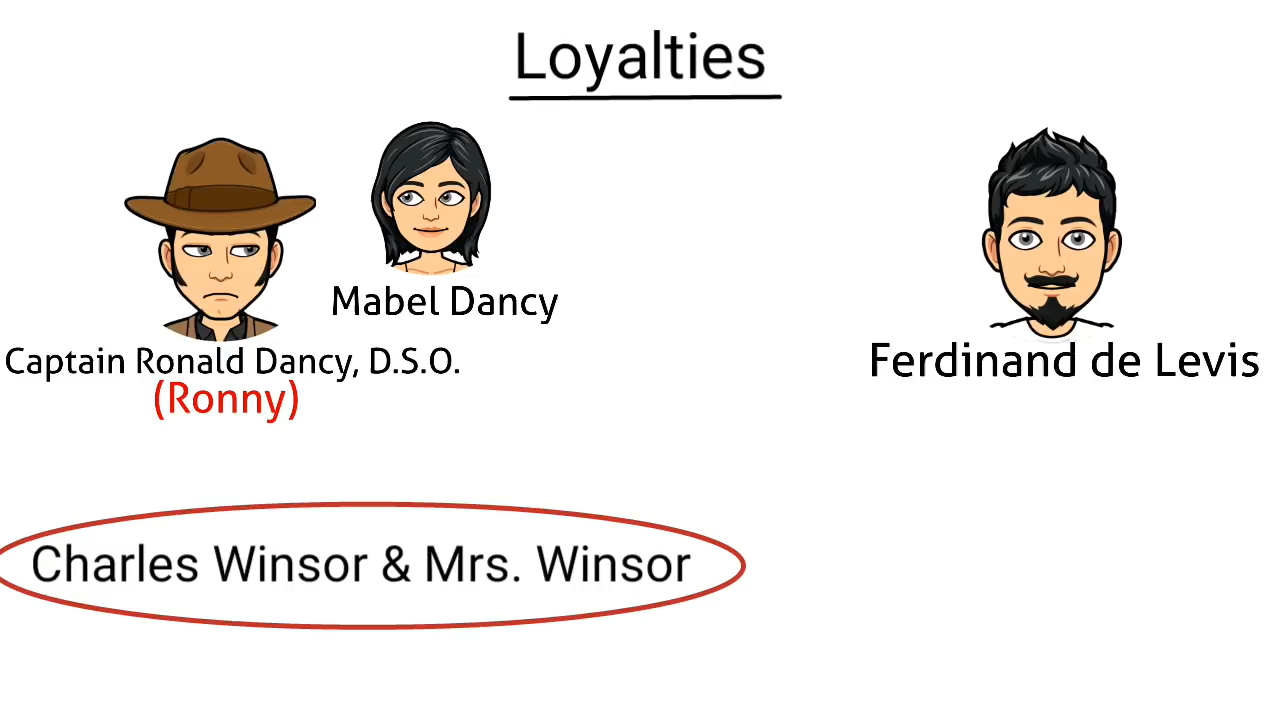 Loyalties
Mabel Dancy
Captain Ronald Dancy, D.S.O.
(Ronny)
Ferdinand de Levis
Charles Winsor & Mrs. Winsor